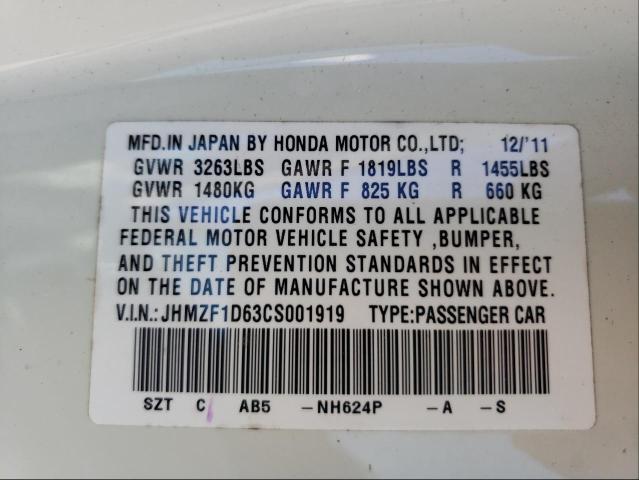 MFD.IN JAPAN BY HONDA MOTOR CO.,LTD; 12/'11
GVWR 3263LBS GAWR F 1819LBS R 1455LBS
GVWR 1480KG GAWR F 825 KG R 660 KG
THIS VEHICLE CONFORMS TO ALL APPLICABLE
FEDERAL MOTOR VEHICLE SAFETY ,BUMPER,
AND THEFT PREVENTION STANDARDS IN EFFECT
ON THE DATE OF MANUFACTURE SHOWN ABOVE.
V.I.N.:JHMZF1D63CS001919 TYPE:PASSENGER CAR
SZT C AB5 -NH624P -A -S